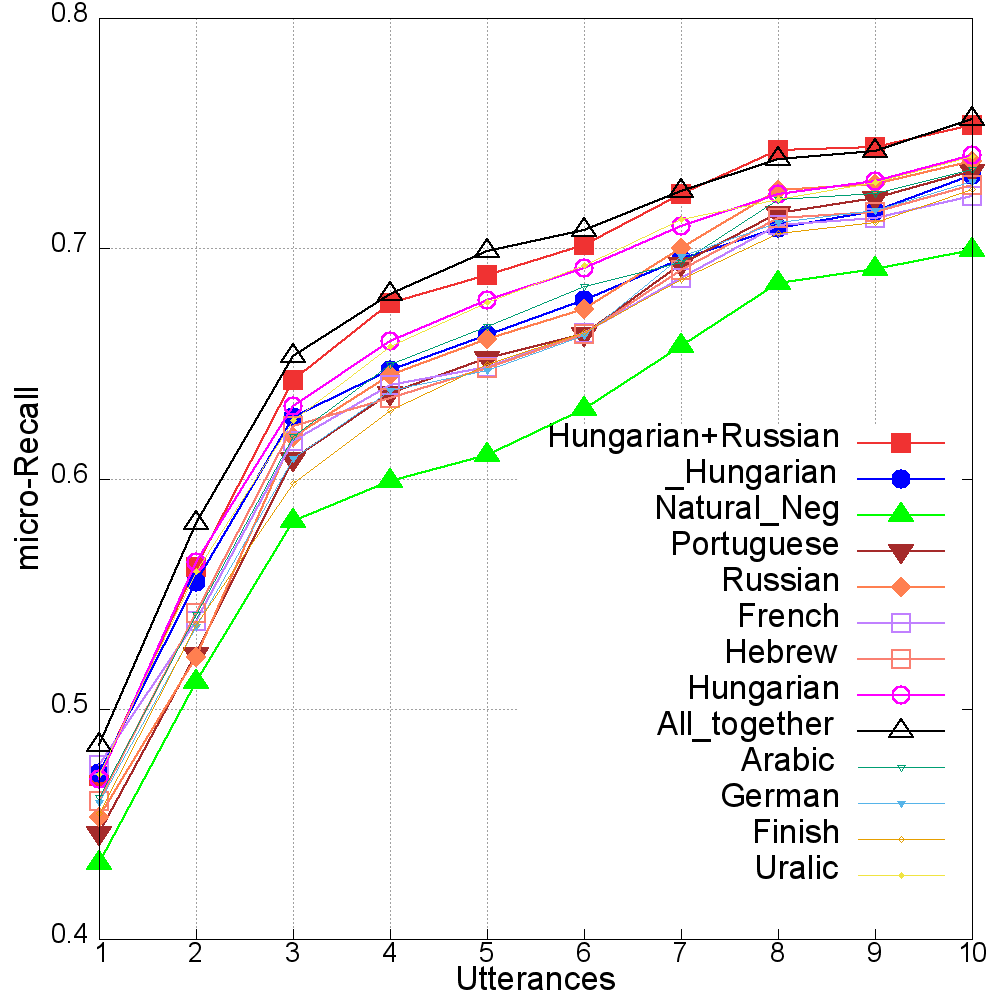 0.8
0.7
0.6
0.5
0.4
micro-Recall
Hungarian+Russian
_Hungarian
Natural_Neg
Portuguese
Russian
French
Hebrew
Hungarian
All_together
Arabic
German
Finish
Uralic
1 2 3 4 5 6 7 8 9 10
Utterances